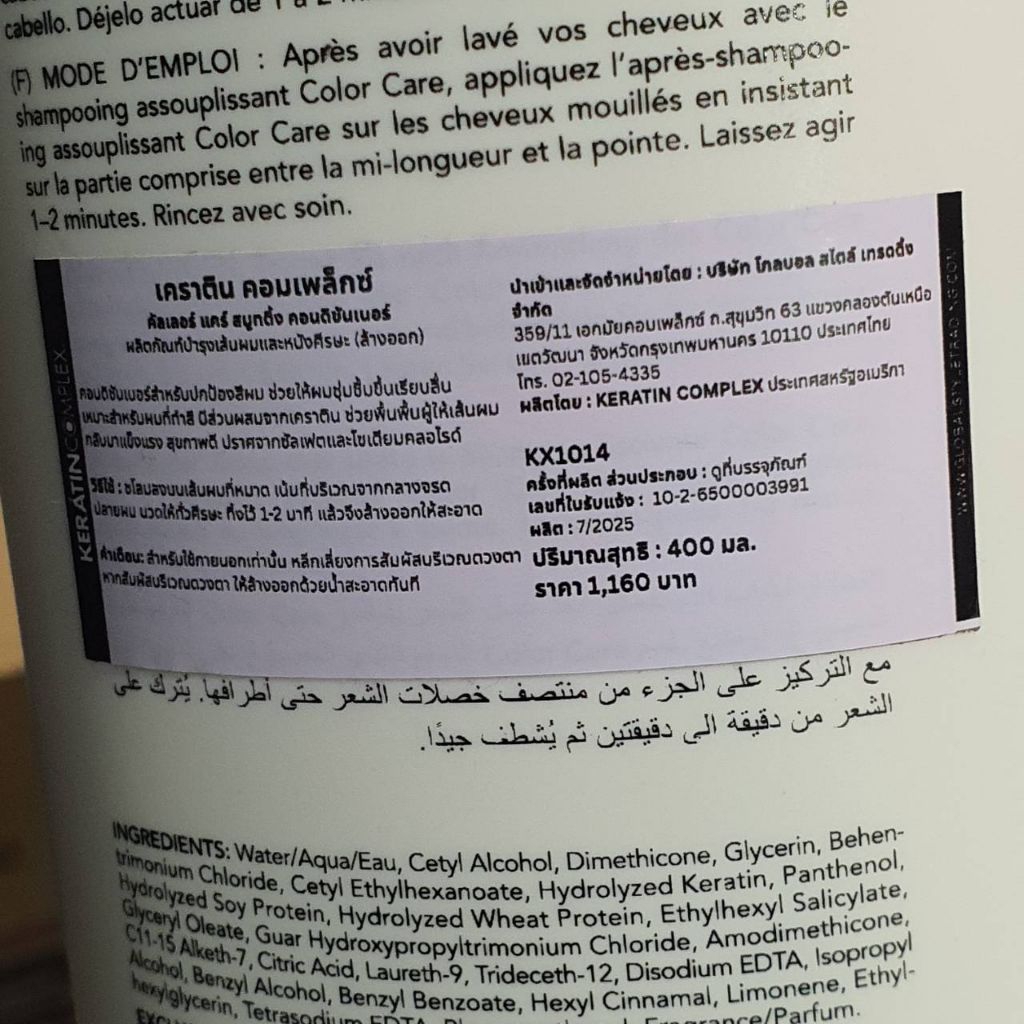 cabello. Déjelo actuar de 1 a 2
(F) MODE D'EMPLOI : Après avoir lavé vos cheveux avec le
shampooing assouplissant Color Care, appliquez l'après-shampoo-
ing assouplissant Color Care sur les cheveux mouillés en insistant
sur la partie comprise entre la mi-longueur et la pointe. Laissez agir
1–2 minutes. Rincez avec soin.
KERATINCOMPLEX
เคราติน คอมเพล็กซ์
คัลเลอร์ แคร์ สมูทติ้ง คอนดิชันเนอร์
ผลิตภัณฑ์บำรุงเส้นผมและหนังศีรษะ (ล้างออก)
คอนดิชันเนอร์สำหรับปกป้องสีผม ช่วยให้ผมชุ่มชื้นขึ้นเรียบลื่น
เหมาะสำหรับผมที่ทำสี มีส่วนผสมจากเคราติน ช่วยฟื้นฟื้นผู้ให้เส้นผม
กลับมาแข็งแรง สุขภาพดี ปราศจากซัลเฟตและโซเดียมคลอไรด์
วิธีใช้ : ชโลมลงบนเส้นผมที่หมาด เน้นที่บริเวณจากกลางจรด
ปลายผม นวดให้ทั่วศีรษะ ทิ้งไว้ 1-2 นาที แล้วจึงล้างออกให้สะอาด
คำเตือน: สำหรับใช้ภายนอกเท่านั้น หลีกเลี่ยงการสัมผัสบริเวณดวงตา
หากสัมผัสบริเวณดวงตา ให้ล้างออกด้วยน้ำสะอาดทันที
นำเข้าและจัดจำหน่ายโดย : บริษัท โกลบอล สไตล์ เทรดดิ้ง
จำกัด
359/11 เอกมัยคอมเพล็กซ์ ถ.สุขุมวิท 63 แขวงคลองตันเหนือ
เขตวัฒนา จังหวัดกรุงเทพมหานคร 10110 ประเทศไทย
โทร. 02-105-4335
ผลิตโดย : KERATIN COMPLEX ประเทศสหรัฐอเมริกา
KX1014
ครั้งที่ผลิต ส่วนประกอบ : ดูที่บรรจุภัณฑ์
เลขที่ใบรับแจ้ง : 10-2-6500003991
ผลิต : 7/2025
ปริมาณสุทธิ : 400 มล.
ราคา 1,160 บาท
WWW.GLOBALSTYLETRADING.COM
مع التركيز على الجزء من منتصف خصلات الشعر حتى أطرافها. يُترك على
الشعر من دقيقة الى دقيقتين ثم يُشطف جيدًا.
INGREDIENTS: Water/Aqua/Eau, Cetyl Alcohol, Dimethicone, Glycerin, Behen-
trimonium Chloride, Cetyl Ethylhexanoate, Hydrolyzed Keratin, Panthenol,
Hydrolyzed Soy Protein, Hydrolyzed Wheat Protein, Ethylhexyl Salicylate,
Glyceryl Oleate, Guar Hydroxypropyltrimonium Chloride, Amodimethicone,
C11-15 Alketh-7, Citric Acid, Laureth-9, Trideceth-12, Disodium EDTA, Isopropyl
Alcohol, Benzyl Alcohol, Benzyl Benzoate, Hexyl Cinnamal, Limonene, Ethyl-
hexylglycerin, Tetrasodium EDTA, Fragrance/Parfum.